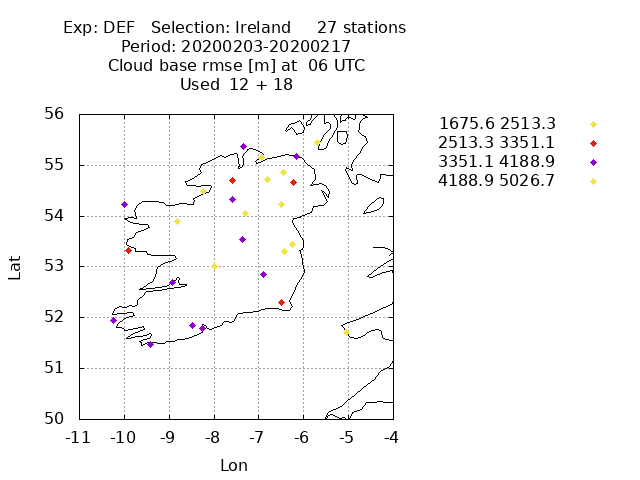 Exp: DEF   Selection: Ireland     27 stations
Period: 20200203-20200217
Cloud base rmse [m] at  06 UTC
Used  12 + 18
1675.6 2513.3
2513.3 3351.1
3351.1 4188.9
4188.9 5026.7
56
55
54
53
52
51
50
Lat
-11 -10 -9 -8 -7 -6 -5 -4
Lon